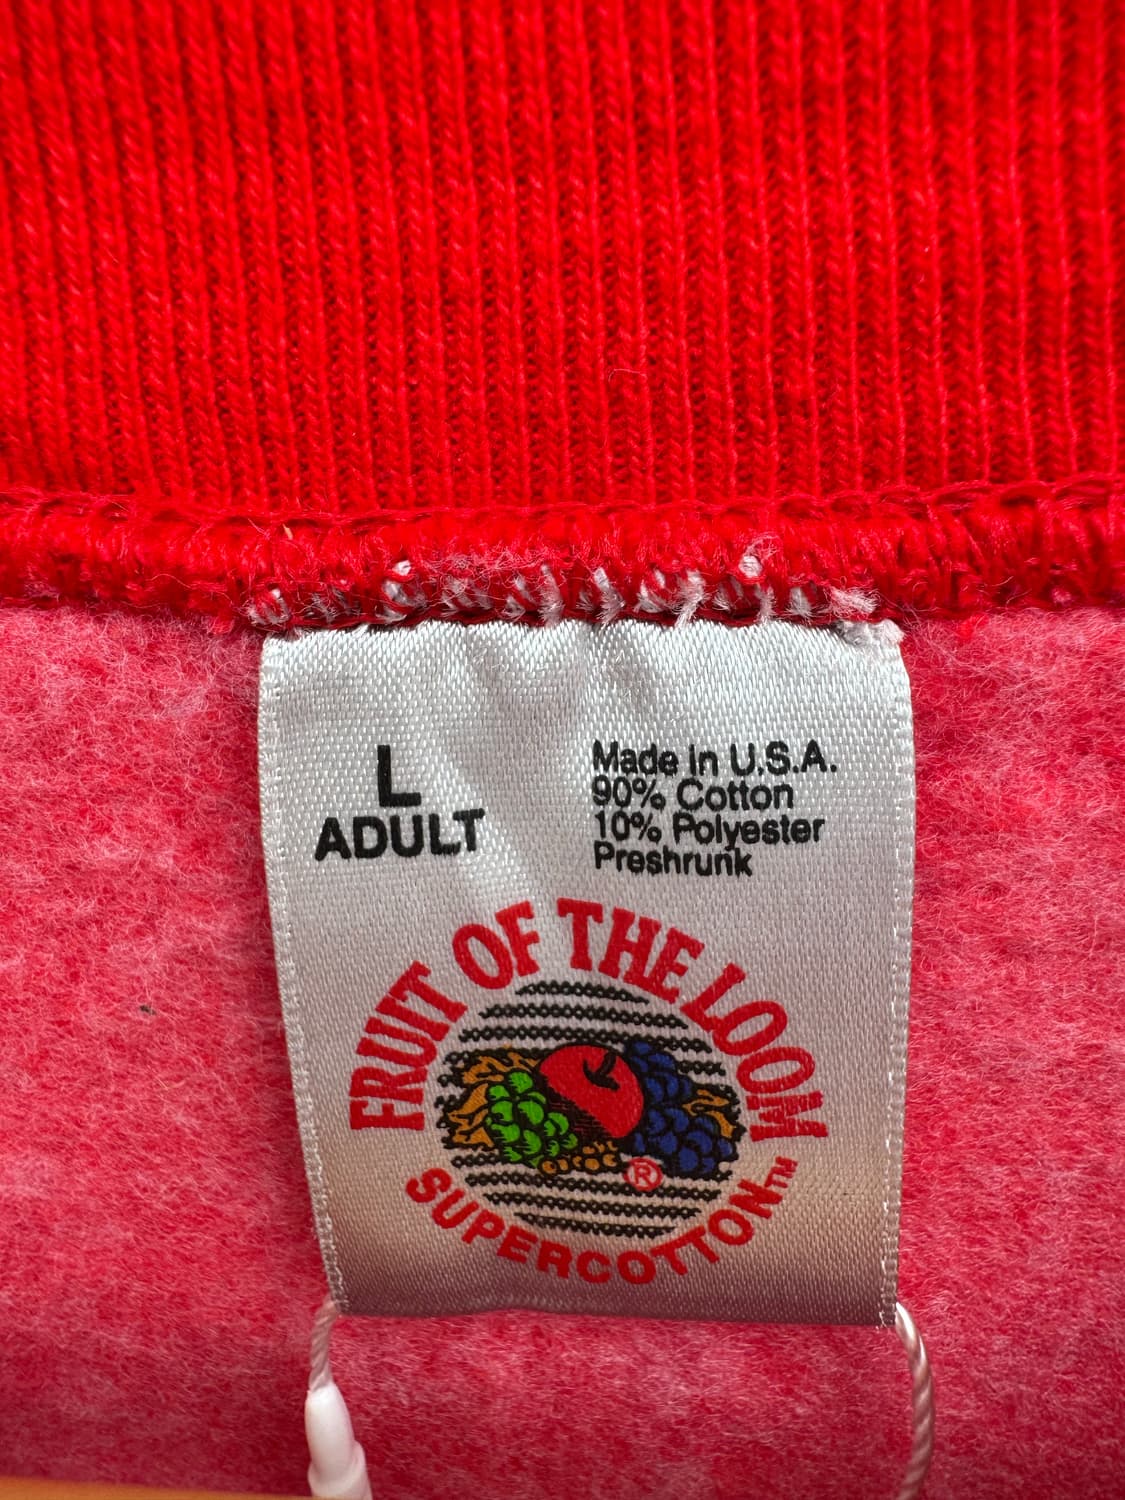 L
ADULT
Made in U.S.A.
90% Cotton
10% Polyester
Preshrunk
FRUIT OF THE LOOM
®
SUPERCOTTON™